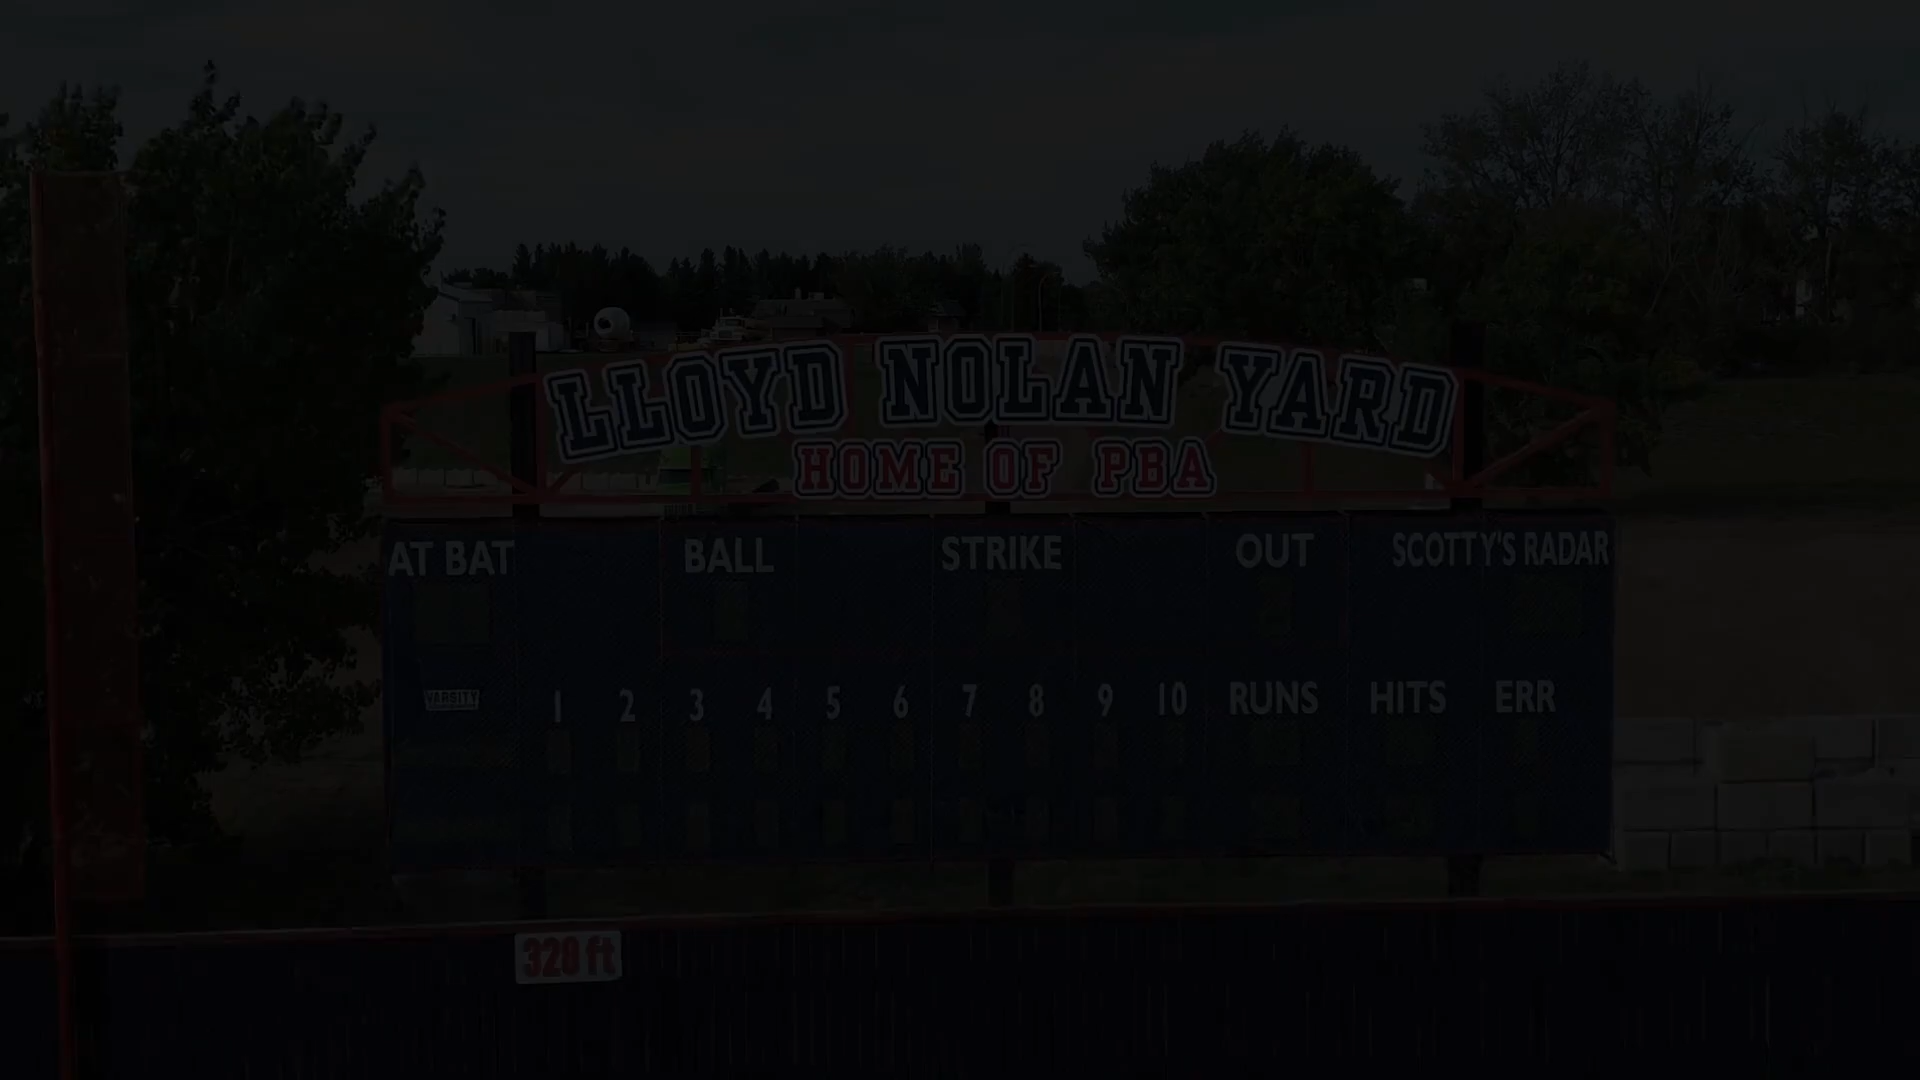 LLOYD NOLAN YARD
HOME OF PBA
AT BAT BALL STRIKE OUT SCOTTY'S RADAR
VARSITY 1 2 3 4 5 6 7 8 9 10 RUNS HITS ERR
320 ft